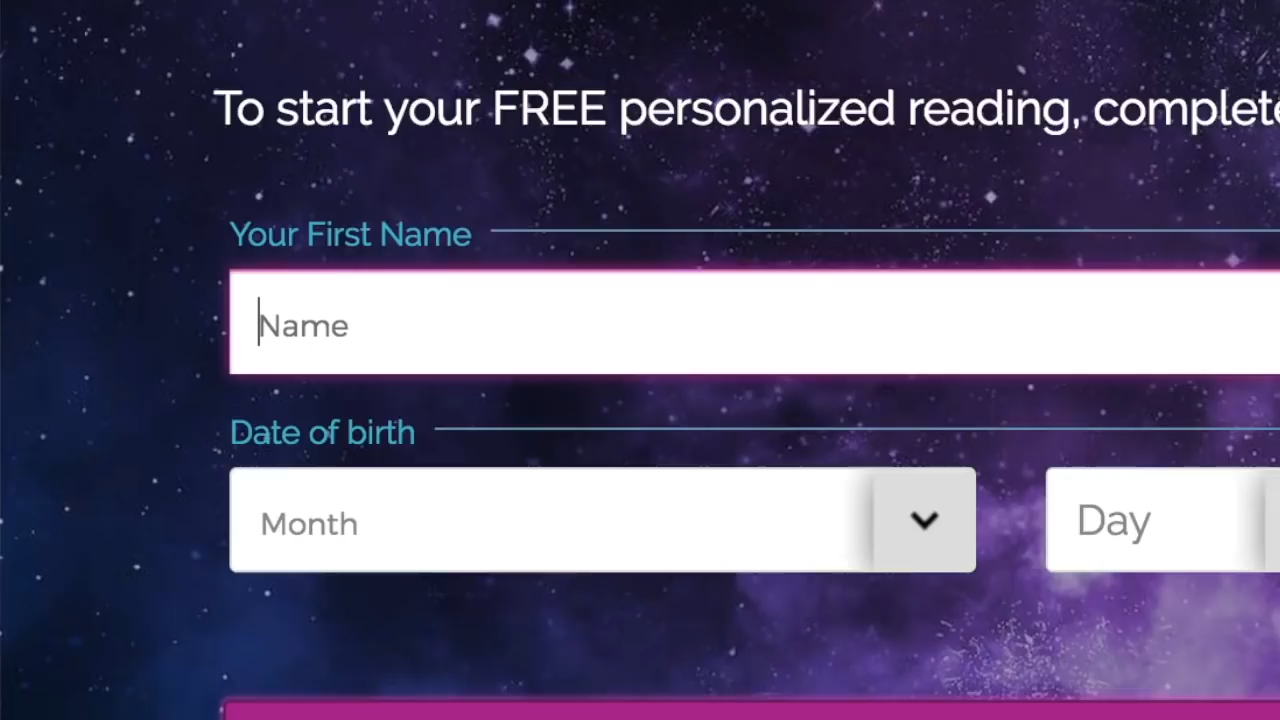 To start your FREE personalized reading, complete
Your First Name
Name
Date of birth
Month
Day